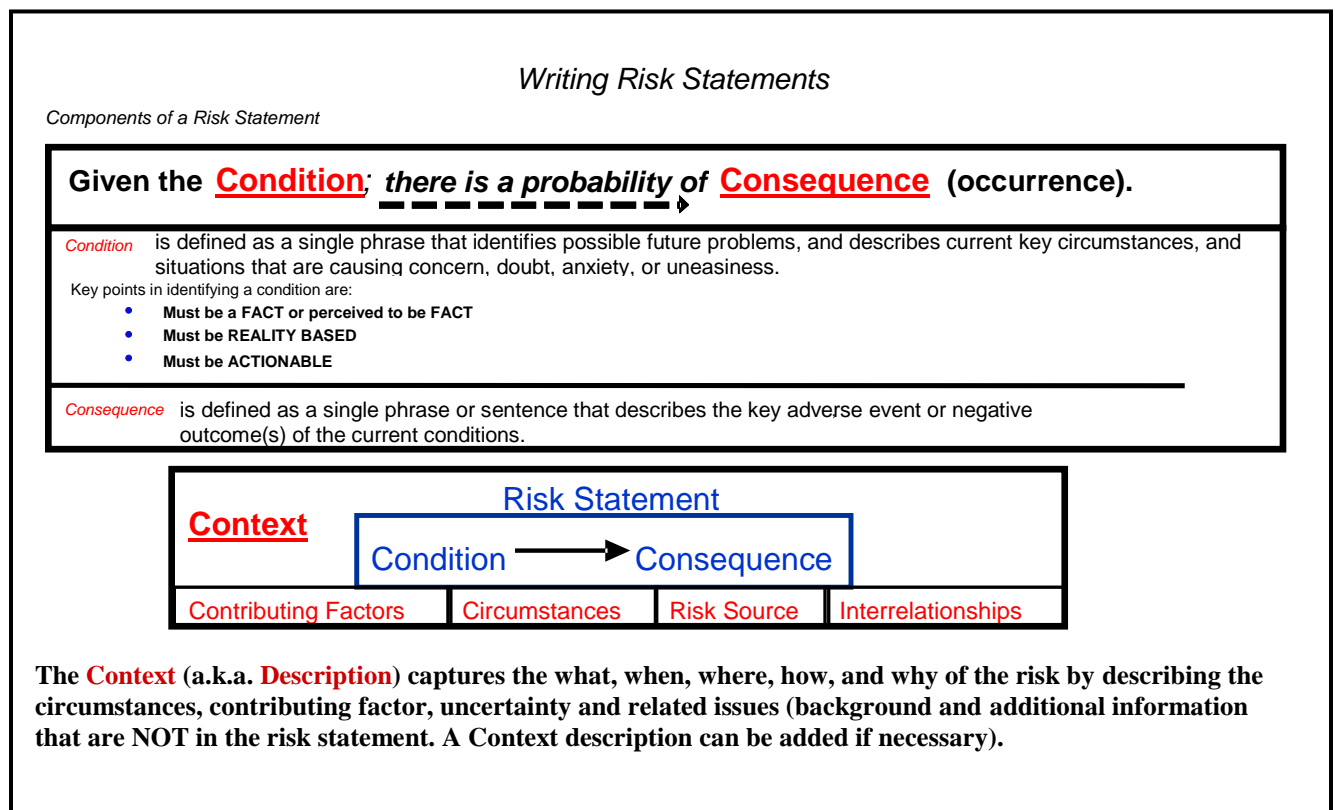 Writing Risk Statements
Components of a Risk Statement
Given the Condition; there is a probability of Consequence (occurrence).
Condition is defined as a single phrase that identifies possible future problems, and describes current key circumstances, and
situations that are causing concern, doubt, anxiety, or uneasiness.
Key points in identifying a condition are:
• Must be a FACT or perceived to be FACT
• Must be REALITY BASED
• Must be ACTIONABLE
Consequence is defined as a single phrase or sentence that describes the key adverse event or negative
outcome(s) of the current conditions.
Risk Statement
Context
Condition Consequence
Contributing Factors Circumstances Risk Source Interrelationships
The Context (a.k.a. Description) captures the what, when, where, how, and why of the risk by describing the
circumstances, contributing factor, uncertainty and related issues (background and additional information
that are NOT in the risk statement. A Context description can be added if necessary).